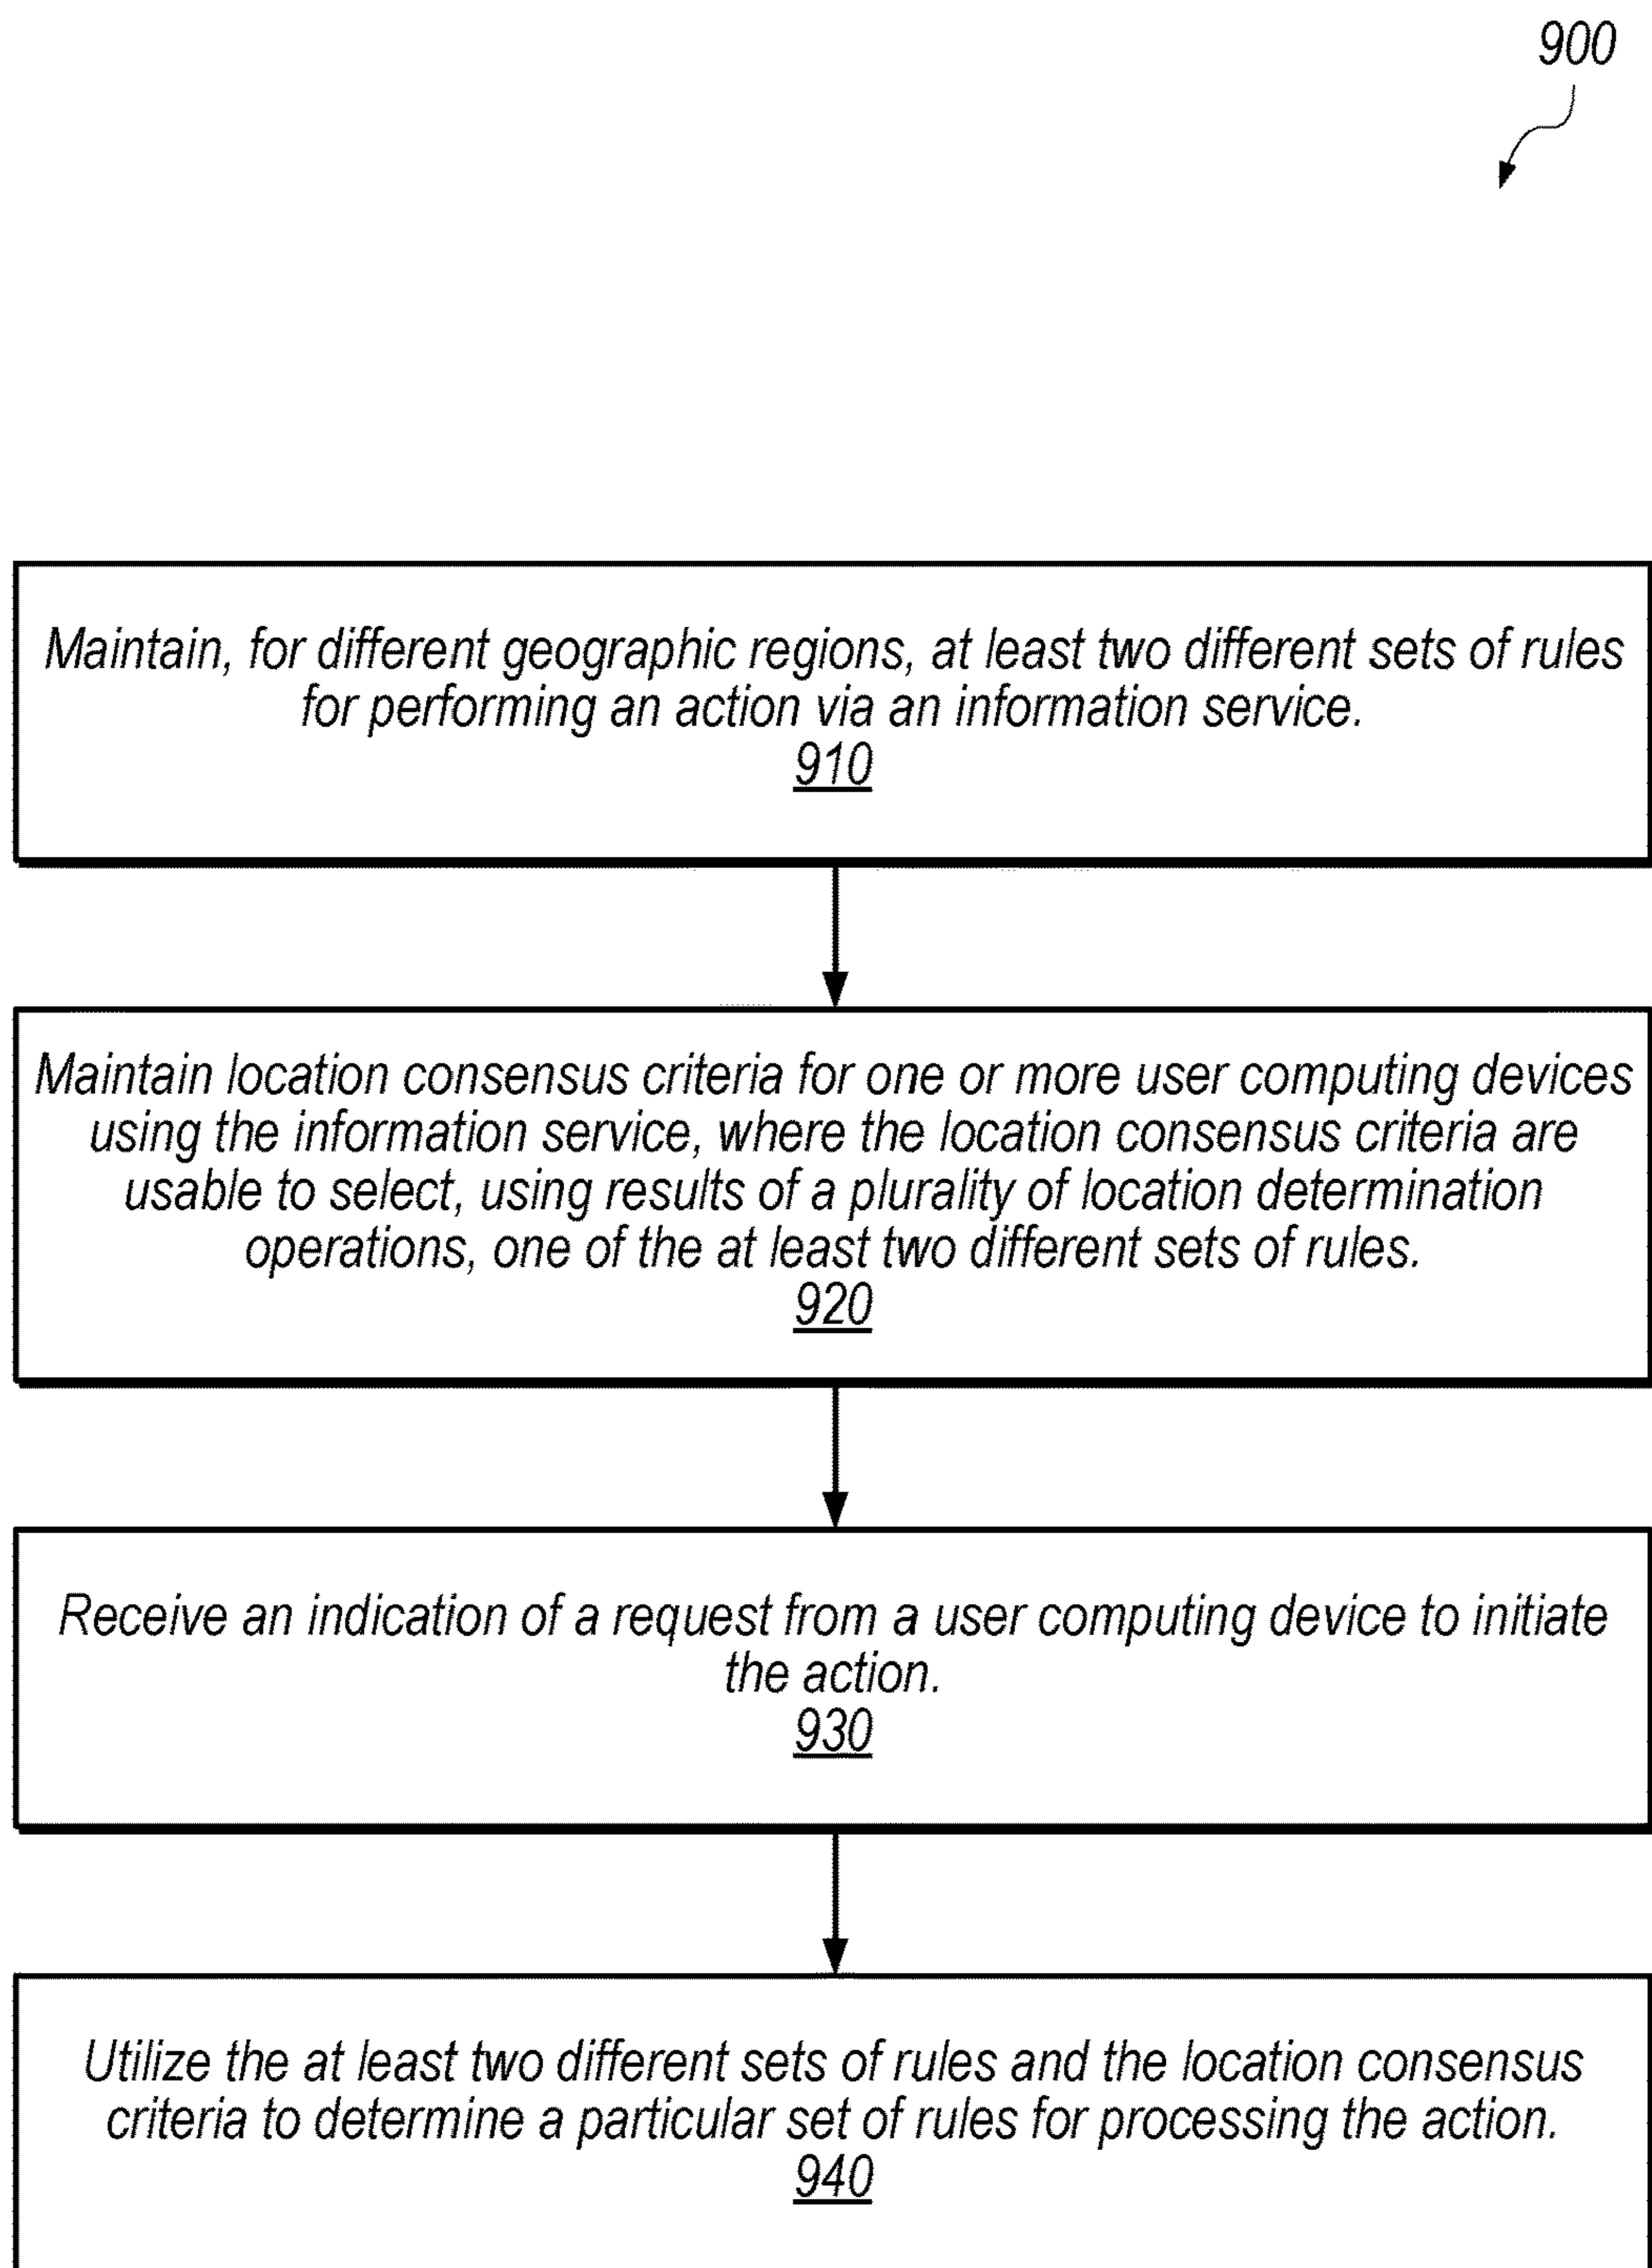 900
Maintain, for different geographic regions, at least two different sets of rules
for performing an action via an information service.
910
Maintain location consensus criteria for one or more user computing devices
using the information service, where the location consensus criteria are
usable to select, using results of a plurality of location determination
operations, one of the at least two different sets of rules.
920
Receive an indication of a request from a user computing device to initiate
the action.
930
Utilize the at least two different sets of rules and the location consensus
criteria to determine a particular set of rules for processing the action.
940